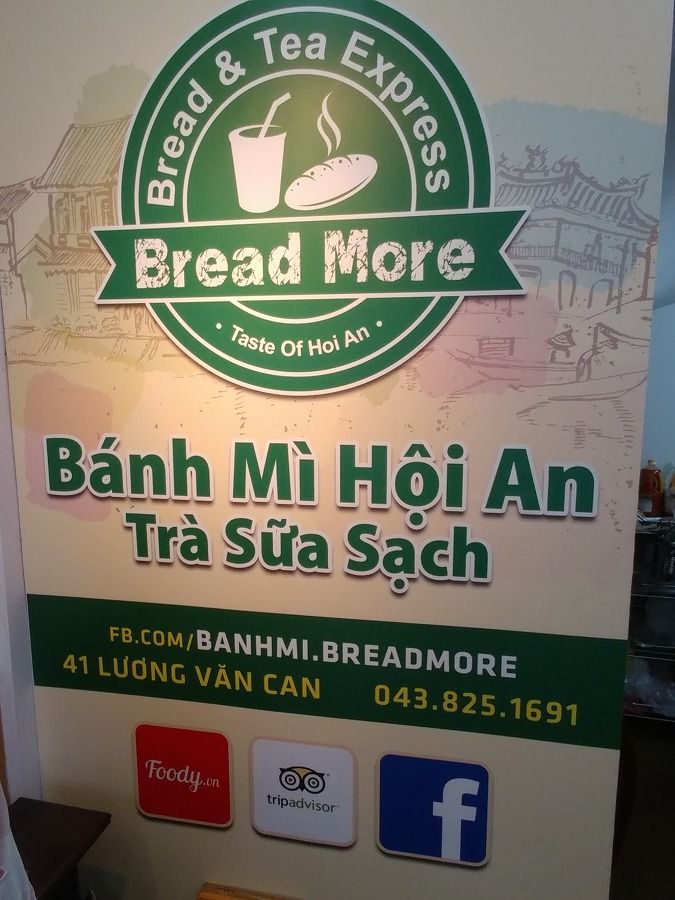 Bread & Tea Express
Bread More
• Taste Of Hoi An •
Bánh Mì Hội An
Trà Sữa Sạch
FB.COM/BANHMI.BREADMORE
41 LƯƠNG VĂN CAN 043.825.1691
Foody.vn
tripadvisor
f